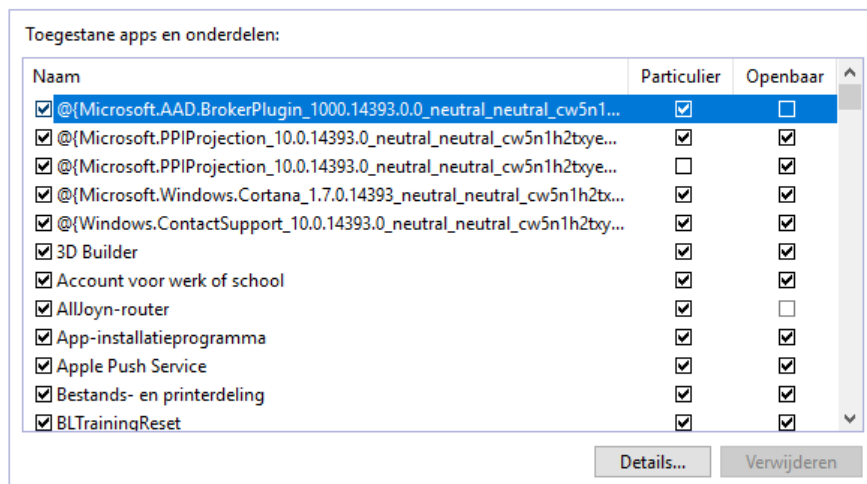 Toegestane apps en onderdelen:
Naam Particulier Openbaar
@{Microsoft.AAD.BrokerPlugin_1000.14393.0.0_neutral_neutral_cw5n1...
@{Microsoft.PPIProjection_10.0.14393.0_neutral_neutral_cw5n1h2txye...
@{Microsoft.PPIProjection_10.0.14393.0_neutral_neutral_cw5n1h2txye...
@{Microsoft.Windows.Cortana_1.7.0.14393_neutral_neutral_cw5n1h2tx...
@{Windows.ContactSupport_10.0.14393.0_neutral_neutral_cw5n1h2txy...
3D Builder
Account voor werk of school
AllJoyn-router
App-installatieprogramma
Apple Push Service
Bestands- en printerdeling
BLTrainingReset
Details... Verwijderen